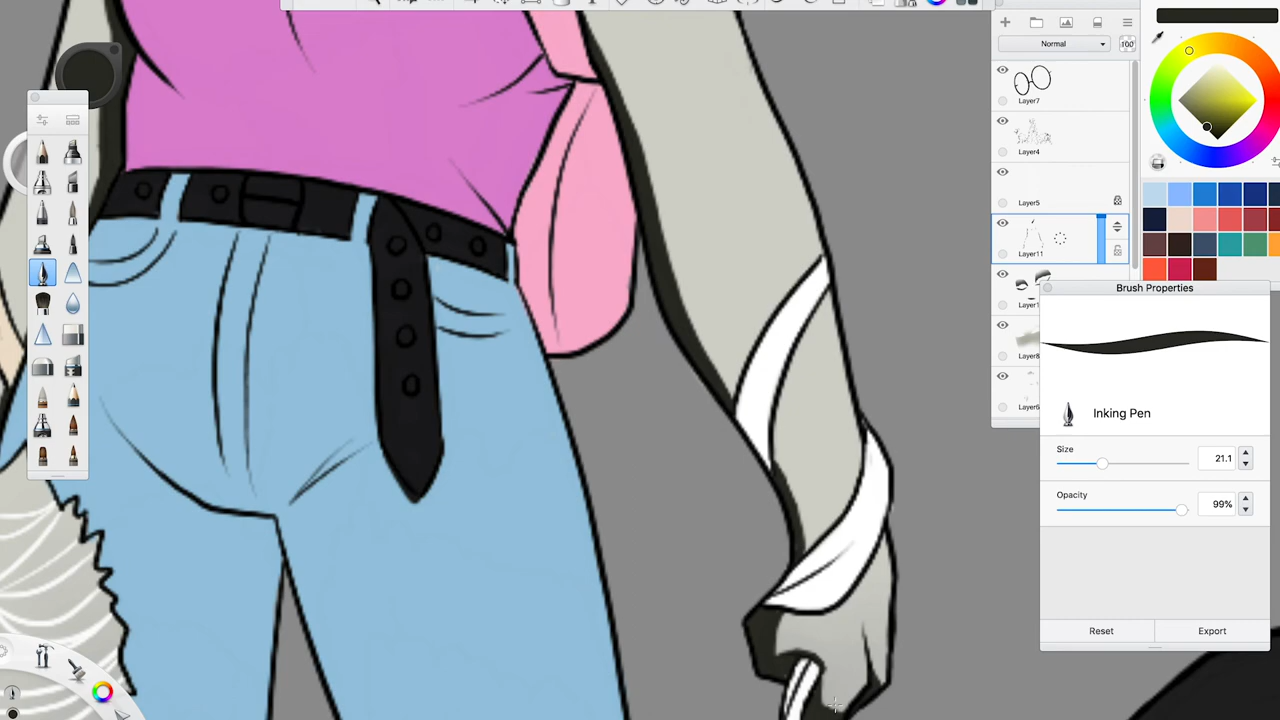 Normal
100
Layer7
Layer4
Layer5
Layer11
Layer1
Layer8
Layer6
Brush Properties
Inking Pen
Size
21.1
Opacity
99%
Reset
Export